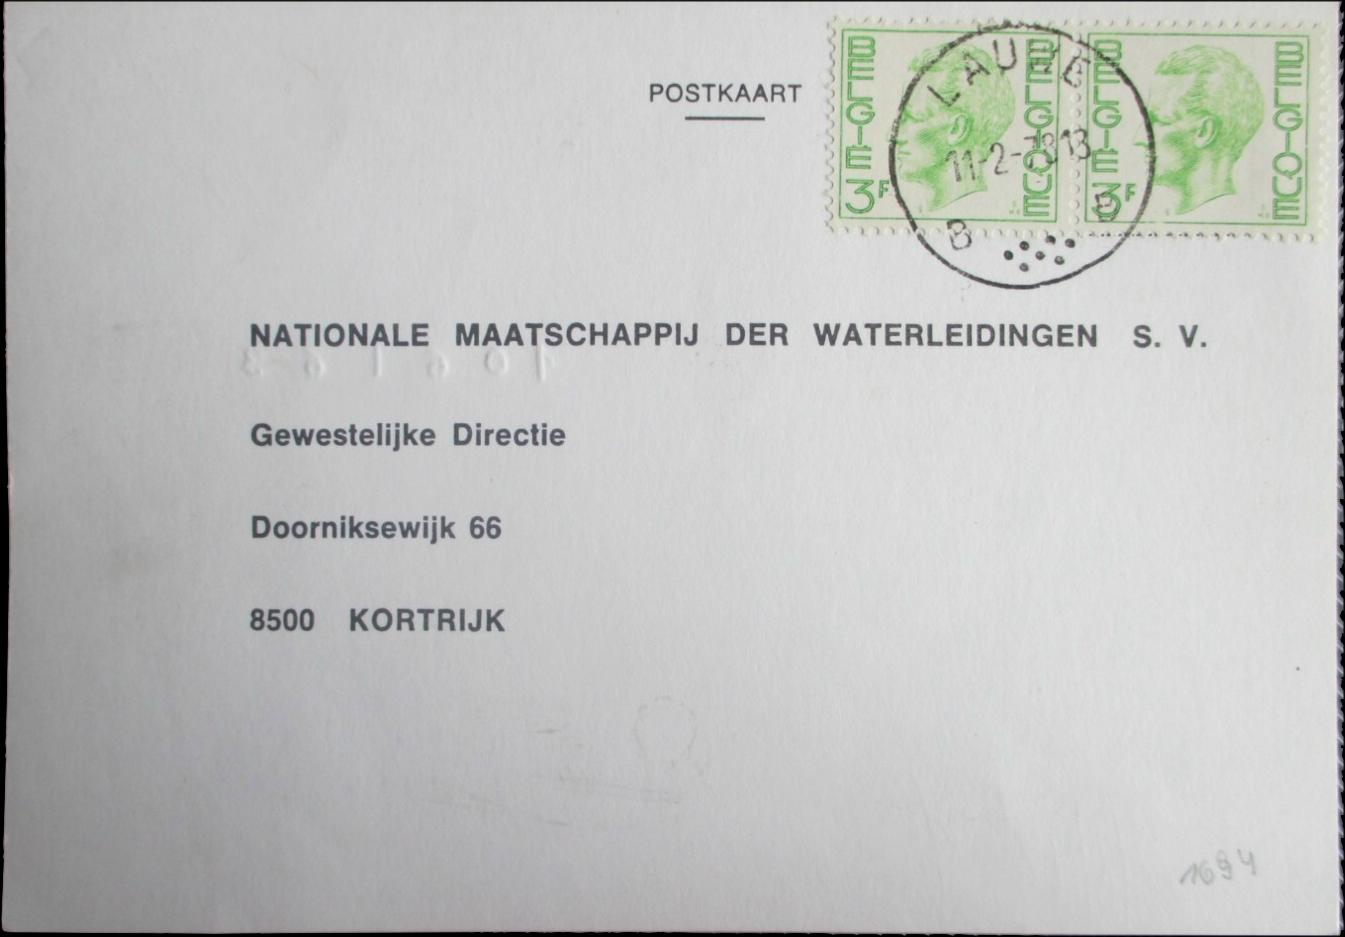 POSTKAART
BELGIE 3F BELGIQUE
BELGIE 3F BELGIQUE
LAUWE
11-2-78 13
B B
NATIONALE MAATSCHAPPIJ DER WATERLEIDINGEN S. V.
Gewestelijke Directie
Doorniksewijk 66
8500 KORTRIJK
1694